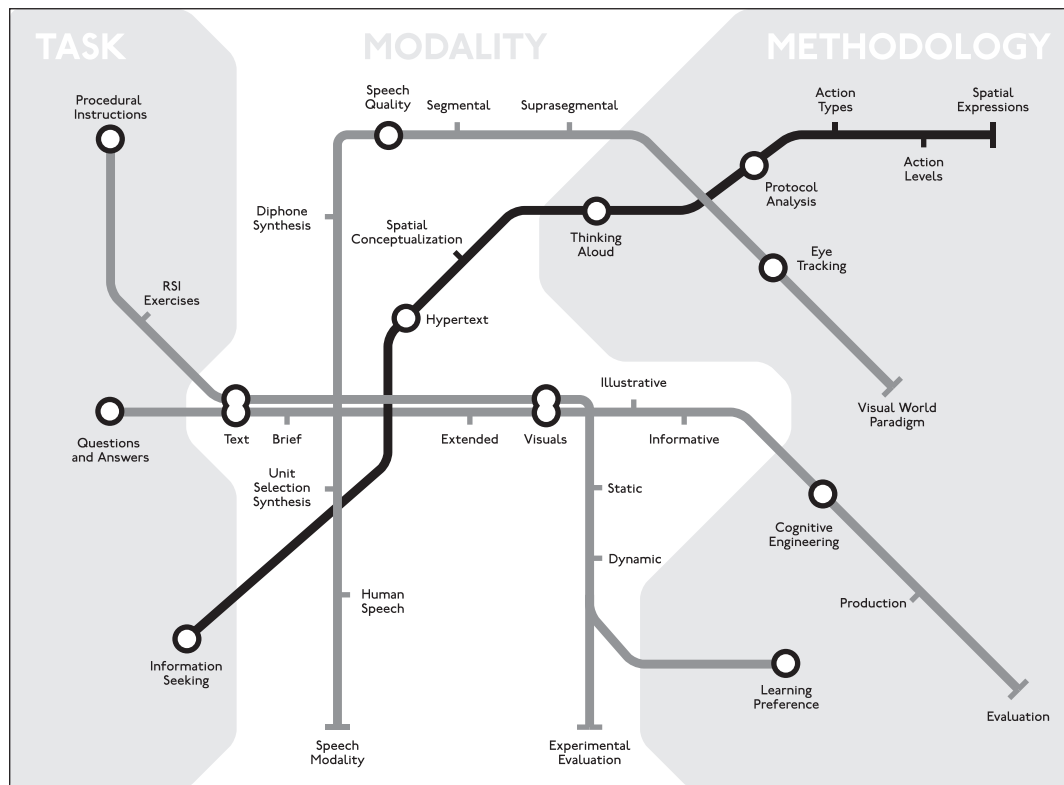 TASK
MODALITY
METHODOLOGY
Procedural
Instructions
Speech
Quality
Segmental
Suprasegmental
Action
Types
Spatial
Expressions
Action
Levels
Protocol
Analysis
Diphone
Synthesis
Spatial
Conceptualization
Thinking
Aloud
Eye
Tracking
RSI
Exercises
Hypertext
Illustrative
Visual World
Paradigm
Questions
and Answers
Text
Brief
Extended
Visuals
Informative
Unit
Selection
Synthesis
Static
Cognitive
Engineering
Dynamic
Human
Speech
Production
Information
Seeking
Learning
Preference
Evaluation
Speech
Modality
Experimental
Evaluation